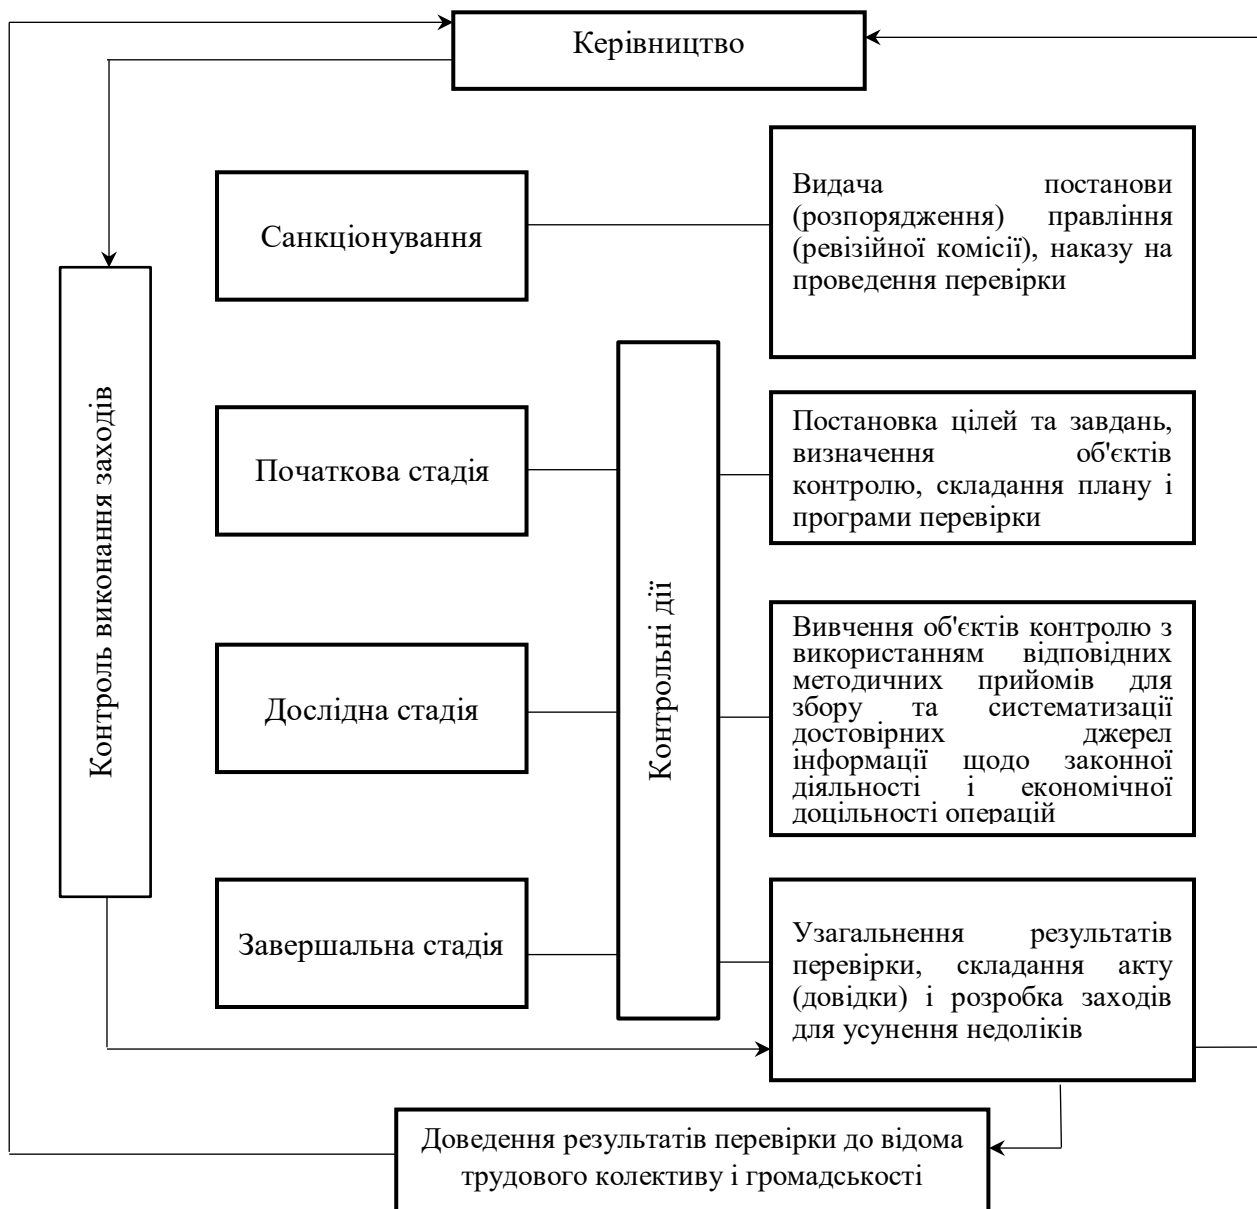 Керівництво
Санкціонування
Видача постанови
(розпорядження) правління
(ревізійної комісії), наказу на
проведення перевірки
Контроль виконання заходів
Початкова стадія
Контрольні дії
Постановка цілей та завдань,
визначення об'єктів
контролю, складання плану і
програми перевірки
Дослідна стадія
Вивчення об'єктів контролю з
використанням відповідних
методичних прийомів для
збору та систематизації
достовірних джерел
інформації щодо законної
діяльності і економічної
доцільності операцій
Завершальна стадія
Узагальнення результатів
перевірки, складання акту
(довідки) і розробка заходів
для усунення недоліків
Доведення результатів перевірки до відома
трудового колективу і громадськості